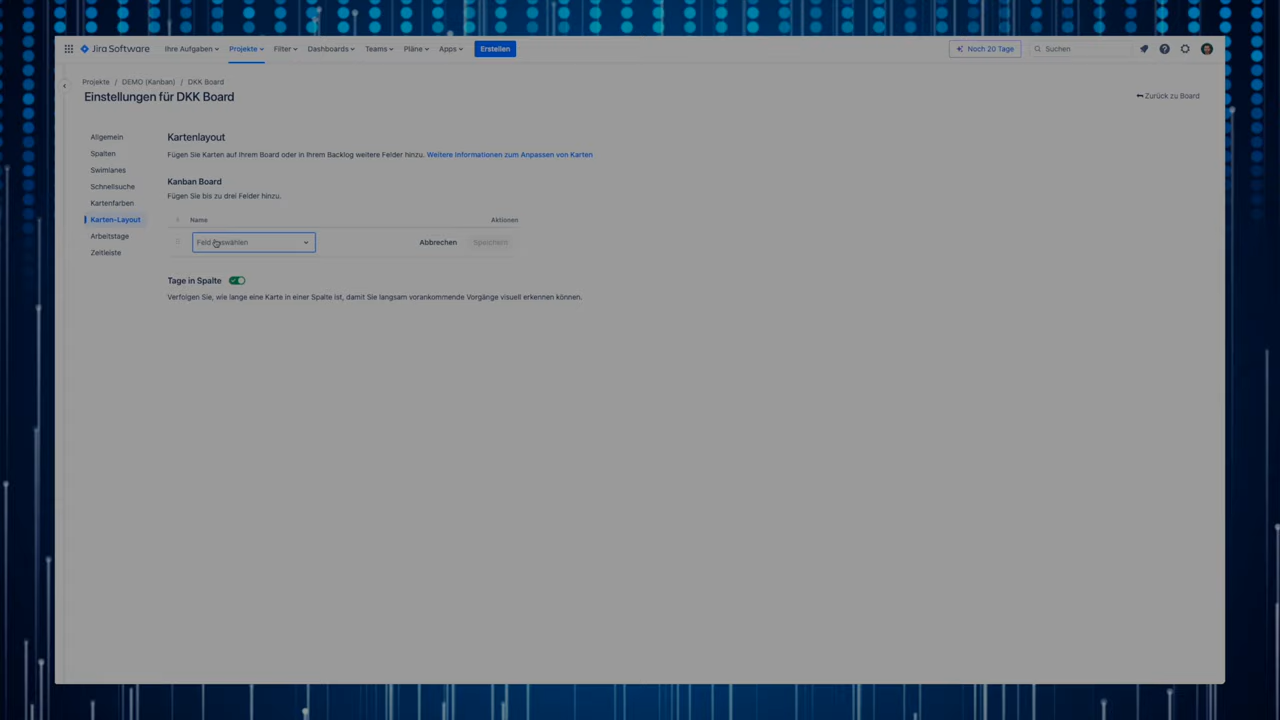 Jira Software Ihre Aufgaben Projekte Filter Dashboards Teams Pläne Apps Erstellen Noch 20 Tage Suchen
Projekte / DEMO (Kanban) / DKK Board
Einstellungen für DKK Board
Zurück zu Board
Allgemein
Spalten
Swimlanes
Schnellsuche
Kartenfarben
Karten-Layout
Arbeitstage
Zeitleiste
Kartenlayout
Fügen Sie Karten auf Ihrem Board oder in Ihrem Backlog weitere Felder hinzu. Weitere Informationen zum Anpassen von Karten
Kanban Board
Fügen Sie bis zu drei Felder hinzu.
Name Aktionen
Feld auswählen Abbrechen Speichern
Tage in Spalte
Verfolgen Sie, wie lange eine Karte in einer Spalte ist, damit Sie langsam vorankommende Vorgänge visuell erkennen können.